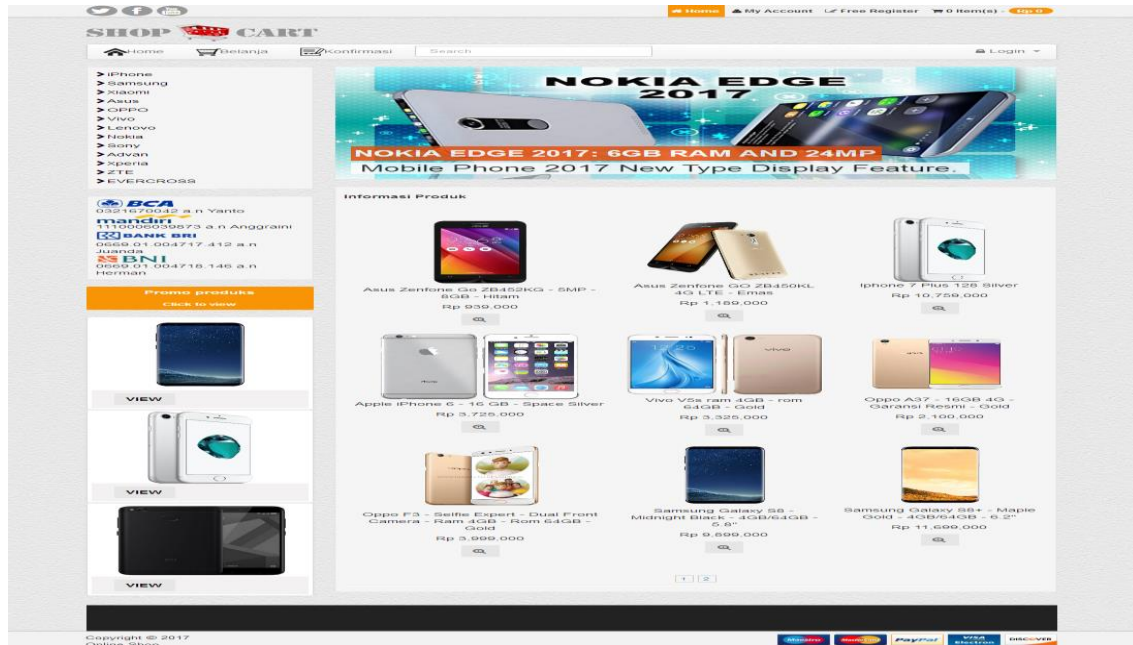 Home My Account Free Register 0 Item(s) - Rp 0
SHOP CART
Home Belanja Konfirmasi Search Login
iPhone
Samsung
Xiaomi
Asus
OPPO
Vivo
Lenovo
Nokia
Sony
Advan
Xperia
ZTE
EVERCROSS
BCA
0321670042 a.n Yanto
mandiri
1110006039873 a.n Anggraini
BANK BRI
0669.01.004717.412 a.n
Juanda
BNI
0669.01.004718.146 a.n
Herman
Promo produks
Click to view
VIEW
VIEW
VIEW
NOKIA EDGE
2017
NOKIA EDGE 2017: 6GB RAM AND 24MP
Mobile Phone 2017 New Type Display Feature,
Informasi Produk
Asus Zenfone Go ZB452KG - 5MP -
8GB - Hitam
Rp 939,000
Asus Zenfone GO ZB450KL
4G LTE - Emas
Rp 1,189,000
Iphone 7 Plus 128 Silver
Rp 10,759,000
Apple iPhone 6 - 16 GB - Space Silver
Rp 3,725,000
Vivo V5s ram 4GB - rom
64GB - Gold
Rp 3,325,000
Oppo A37 - 16GB 4G -
Garansi Resmi - Gold
Rp 2,100,000
Oppo F3 - Selfie Expert - Dual Front
Camera - Ram 4GB - Rom 64GB -
Gold
Rp 3,999,000
Samsung Galaxy S8 -
Midnight Black - 4GB/64GB -
5.8"
Rp 9,899,000
Samsung Galaxy S8+ - Maple
Gold - 4GB/64GB - 6.2"
Rp 11,699,000
1 2
Copyright © 2017
Online Shop
Maestro PayPal VISA Electron DISCOVER